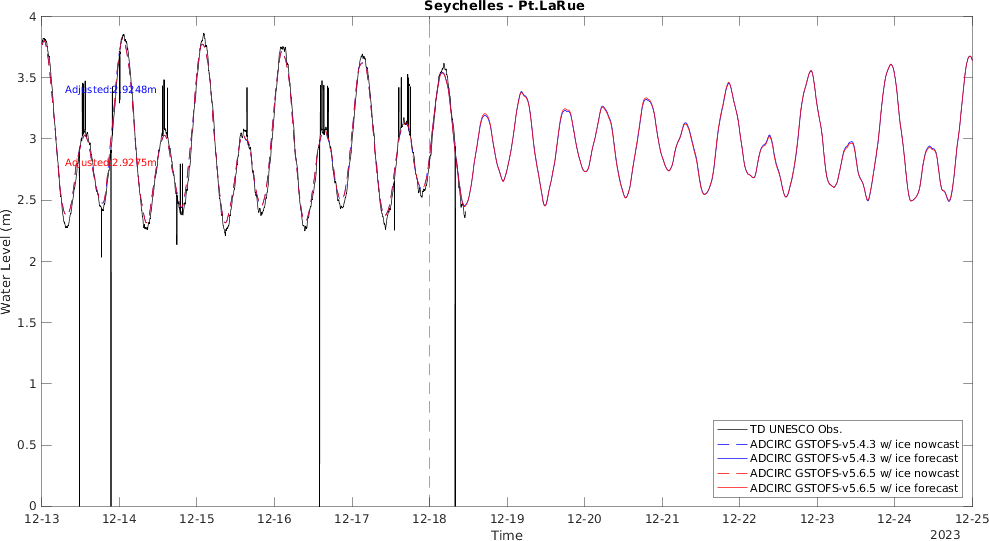 Seychelles - Pt.LaRue
Water Level (m)
4
3.5
3
2.5
2
1.5
1
0.5
0
Adjusted:2.9248m
Adjusted:2.9275m
TD UNESCO Obs.
ADCIRC GSTOFS-v5.4.3 w/ ice nowcast
ADCIRC GSTOFS-v5.4.3 w/ ice forecast
ADCIRC GSTOFS-v5.6.5 w/ ice nowcast
ADCIRC GSTOFS-v5.6.5 w/ ice forecast
12-13 12-14 12-15 12-16 12-17 12-18 12-19 12-20 12-21 12-22 12-23 12-24 12-25
Time
2023